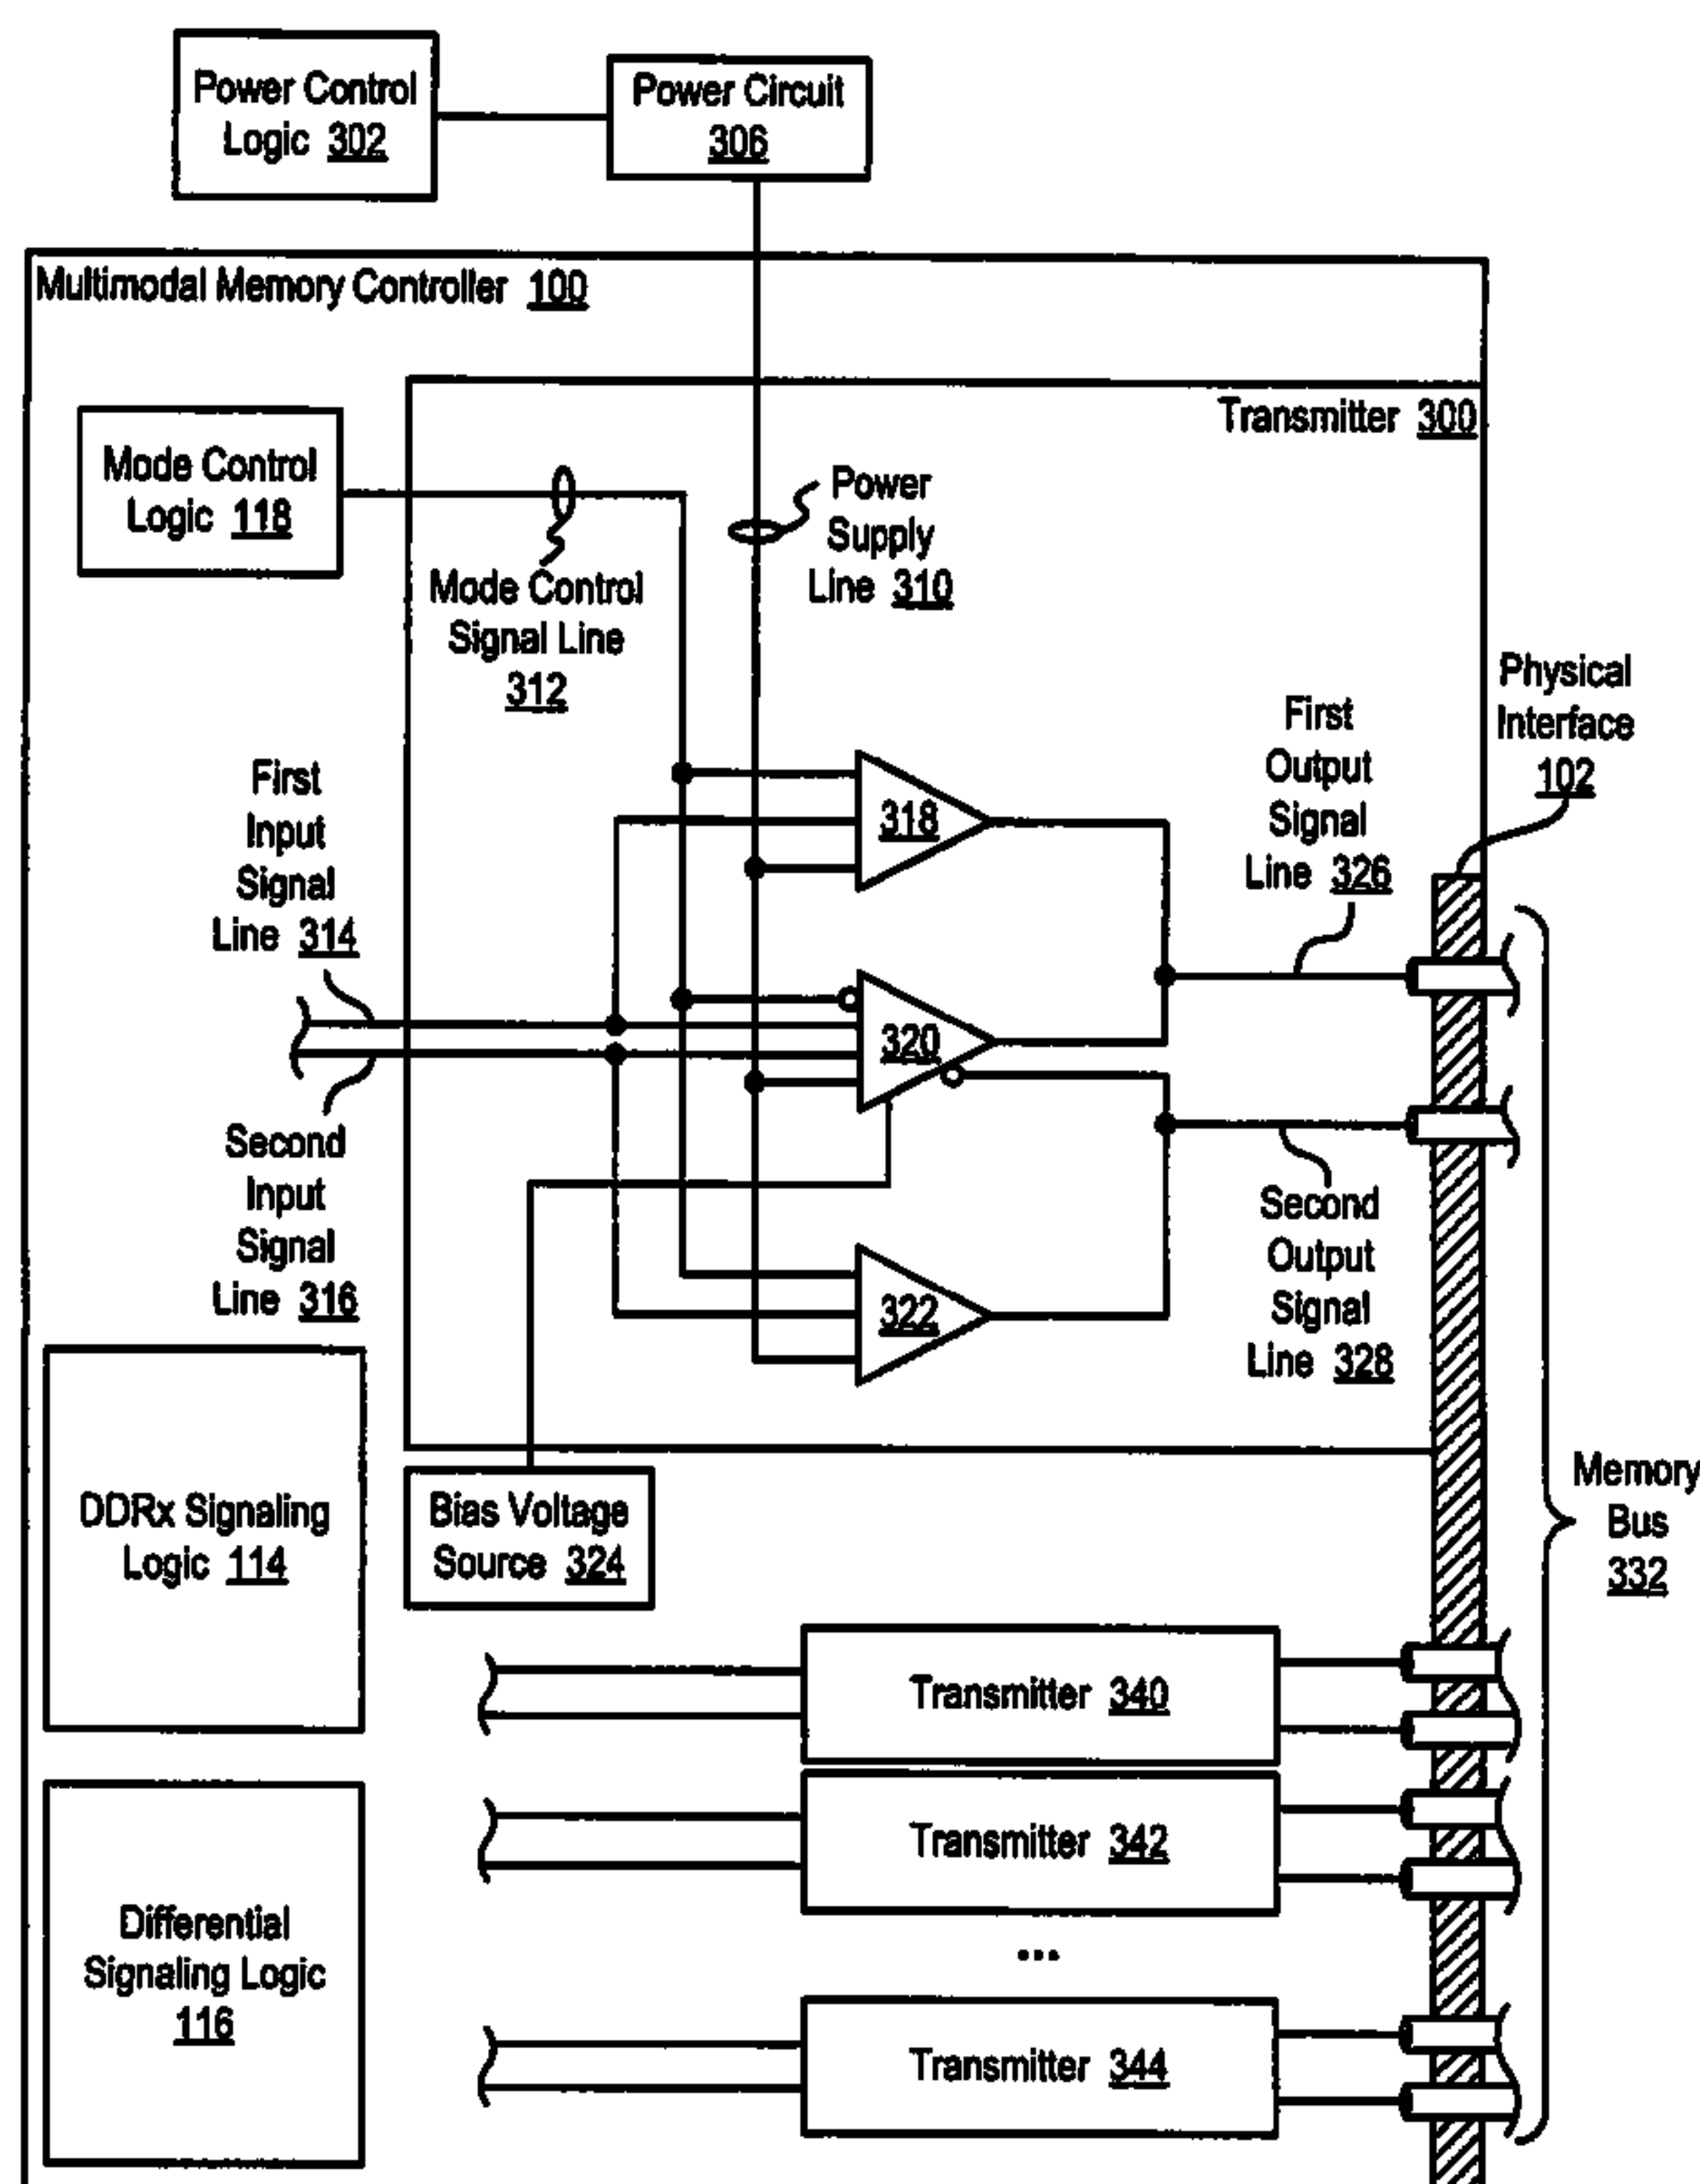 Power Control
Logic 302
Power Circuit
306
Multimodal Memory Controller 100
Transmitter 300
Mode Control
Logic 118
Power
Supply
Line 310
Mode Control
Signal Line
312
Physical
Interface
102
First
Output
Signal
Line 326
First
Input
Signal
Line 314
318
320
Second
Input
Signal
Line 316
Second
Output
Signal
Line 328
322
DDRx Signaling
Logic 114
Bias Voltage
Source 324
Memory
Bus
332
Transmitter 340
Transmitter 342
Differential
Signaling Logic
116
...
Transmitter 344